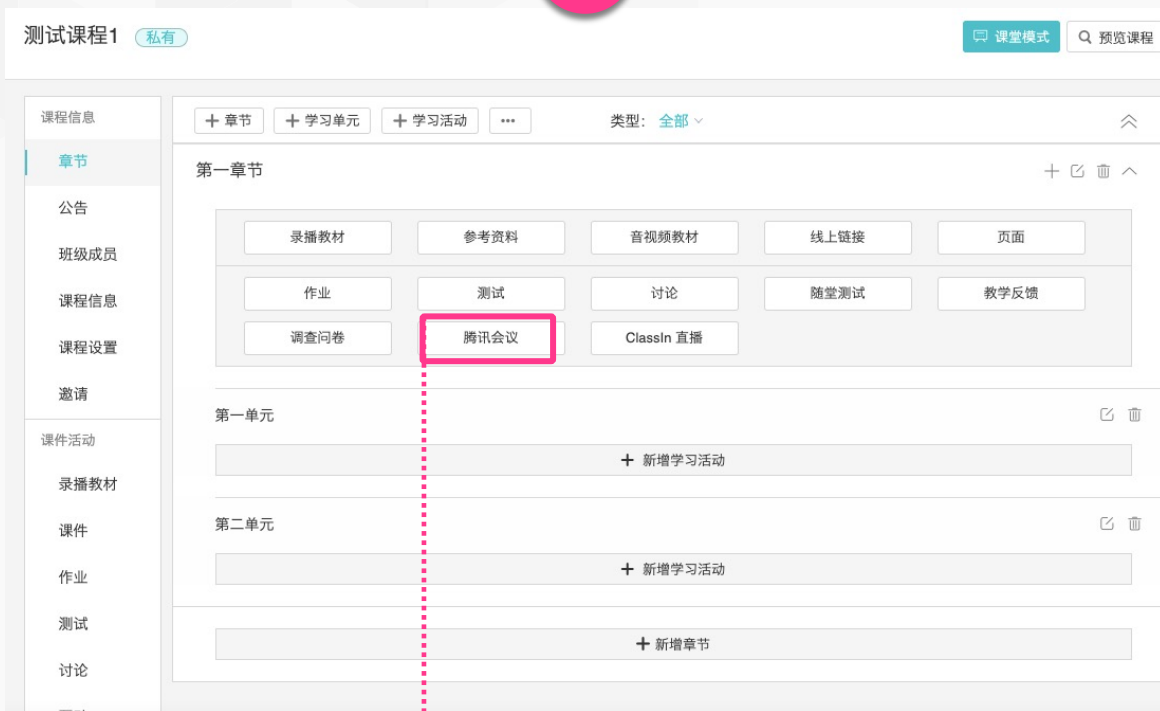 测试课程1 私有 课堂模式 预览课程
课程信息
章节
公告
班级成员
课程信息
课程设置
邀请
课件活动
录播教材
课件
作业
测试
讨论
+ 章节 + 学习单元 + 学习活动 ··· 类型: 全部
第一章节
录播教材 参考资料 音视频教材 线上链接 页面
作业 测试 讨论 随堂测试 教学反馈
调查问卷 腾讯会议 ClassIn 直播
第一单元
+ 新增学习活动
第二单元
+ 新增学习活动
+ 新增章节